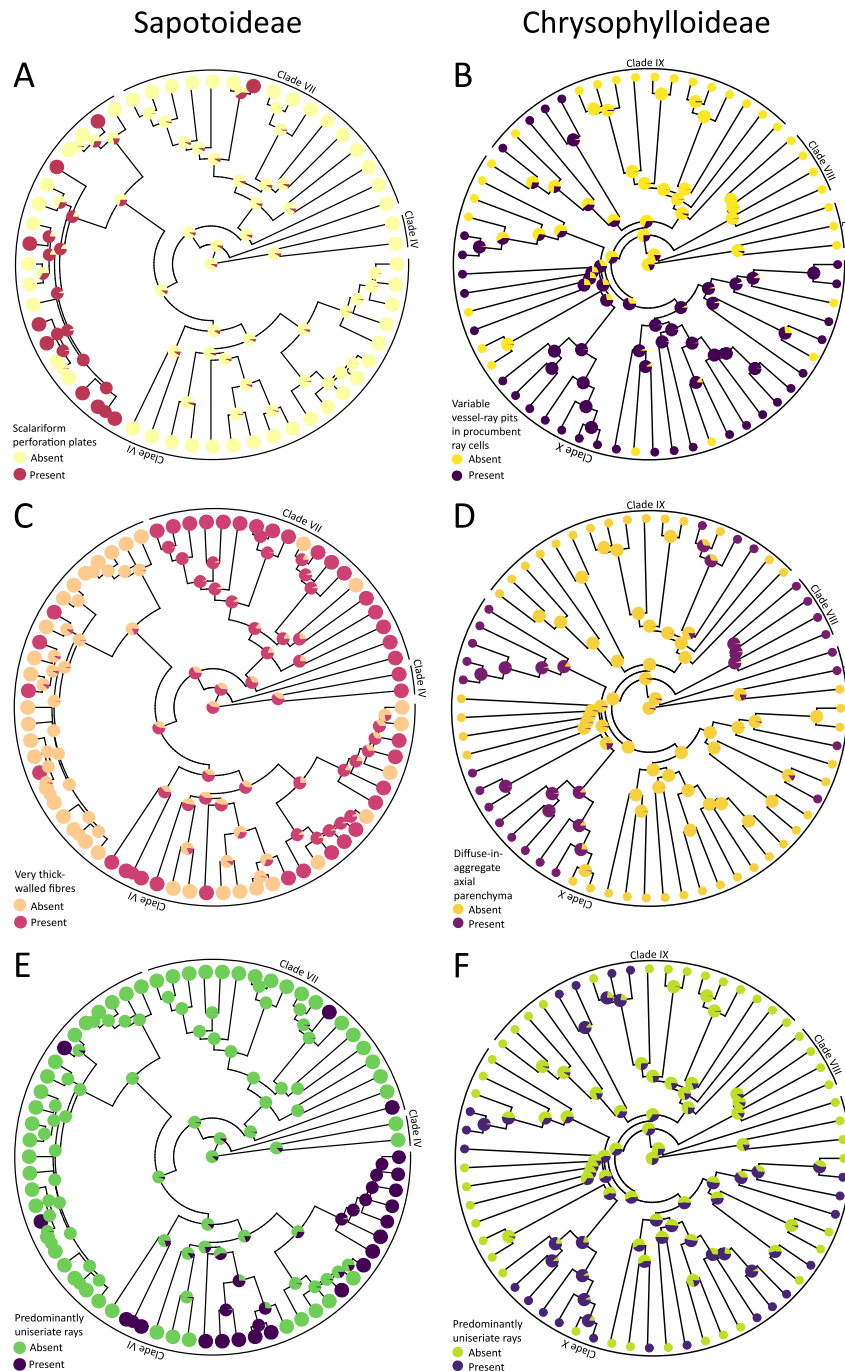 Sapotoideae
Chrysophylloideae
A
Clade VII
Clade IV
Clade VI
Scalariform
perforation plates
Absent
Present
B
Clade IX
Clade VIII
Clade X
Variable
vessel-ray pits
in procumbent
ray cells
Absent
Present
C
Clade VII
Clade IV
Clade VI
Very thick-
walled fibres
Absent
Present
D
Clade IX
Clade VIII
Clade X
Diffuse-in-
aggregate
axial
parenchyma
Absent
Present
E
Clade VII
Clade IV
Clade VI
Predominantly
uniseriate rays
Absent
Present
F
Clade IX
Clade VIII
Clade X
Predominantly
uniseriate rays
Absent
Present